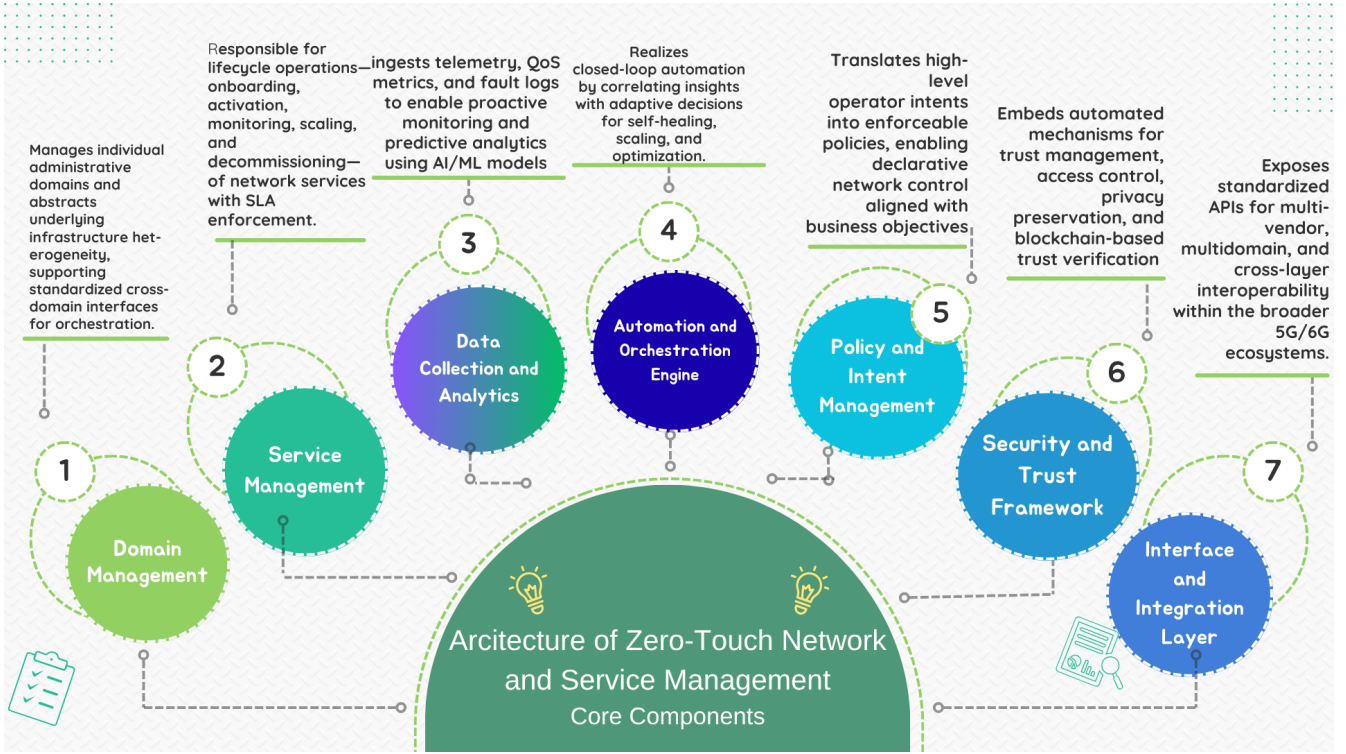 Manages individual
administrative
domains and
abstracts
underlying
infrastructure het-
erogeneity,
supporting
standardized cross-
domain interfaces
for orchestration.
1
Domain
Management
Responsible for
lifecycle operations—
onboarding,
activation,
monitoring, scaling,
and
decommissioning—
of network services
with SLA
enforcement.
2
Service
Management
ingests telemetry, QoS
metrics, and fault logs
to enable proactive
monitoring and
predictive analytics
using AI/ML models
3
Data
Collection and
Analytics
Realizes
closed-loop automation
by correlating insights
with adaptive decisions
for self-healing,
scaling, and
optimization.
4
Automation and
Orchestration
Engine
Translates high-
level
operator intents
into enforceable
policies, enabling
declarative
network control
aligned with
business objectives
5
Policy and
Intent
Management
Embeds automated
mechanisms for
trust management,
access control,
privacy
preservation, and
blockchain-based
trust verification
6
Security and
Trust
Framework
Exposes
standardized
APIs for multi-
vendor,
multidomain, and
cross-layer
interoperability
within the broader
5G/6G
ecosystems.
7
Interface
and
Integration
Layer
Arcitecture of Zero-Touch Network
and Service Management
Core Components